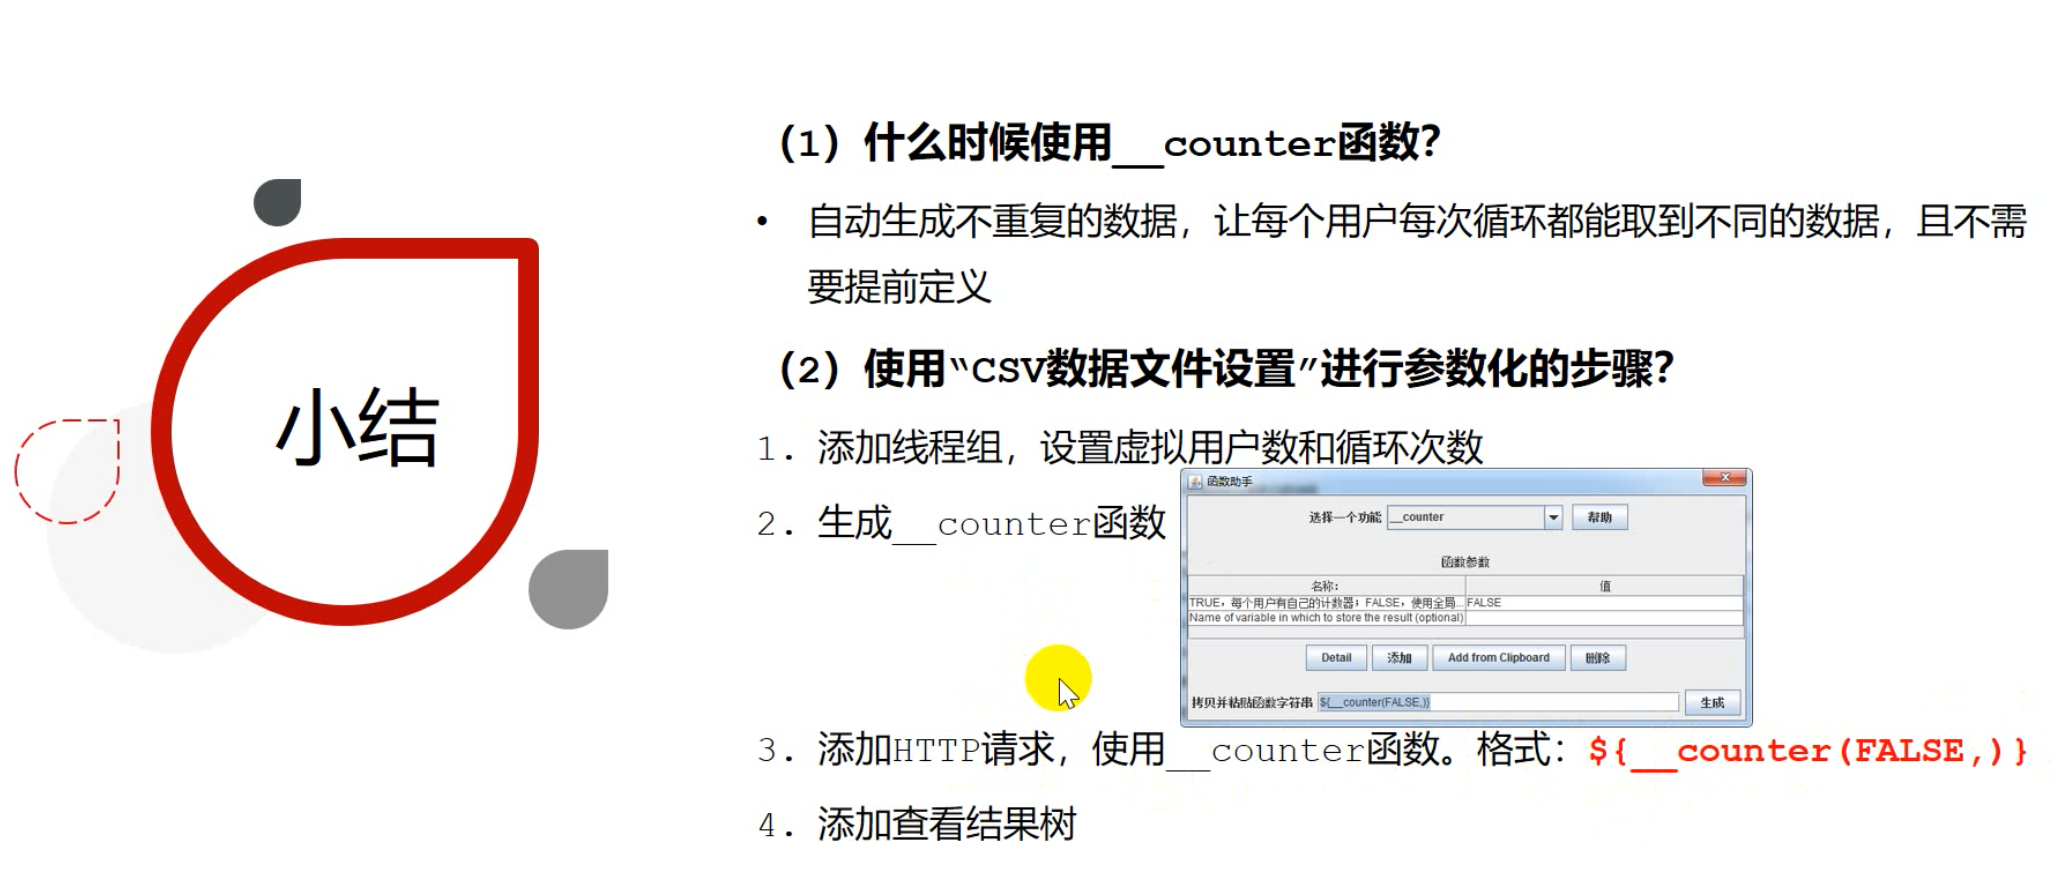 小结
（1）什么时候使用__counter函数？
• 自动生成不重复的数据，让每个用户每次循环都能取到不同的数据，且不需
要提前定义
（2）使用“CSV数据文件设置”进行参数化的步骤？
1. 添加线程组，设置虚拟用户数和循环次数
2. 生成__counter函数
函数助手
选择一个功能 __counter 帮助
函数参数
名称: 值
TRUE，每个用户有自己的计数器；FALSE，使用全局... FALSE
Name of variable in which to store the result (optional)
Detail 添加 Add from Clipboard 删除
拷贝并粘贴函数字符串 ${__counter(FALSE,)} 生成
3. 添加HTTP请求，使用__counter函数。格式：${__counter(FALSE,)}
4. 添加查看结果树